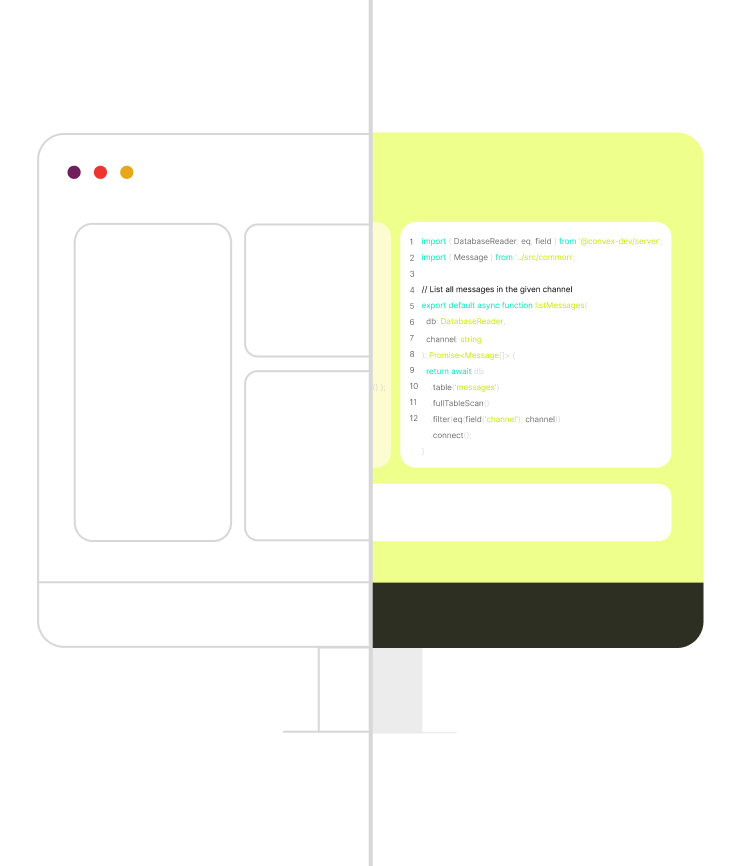 1 import { DatabaseReader, eq, field } from '@convex-dev/server';
2 import { Message } from '../src/common';
3
4 // List all messages in the given channel
5 export default async function listMessages(
6 db: DatabaseReader,
7 channel: string
8 ): Promise<Message[]> {
9 return await db
10 .table('messages')
11 .fullTableScan()
12 .filter(eq(field('channel'), channel))
.connect();
}